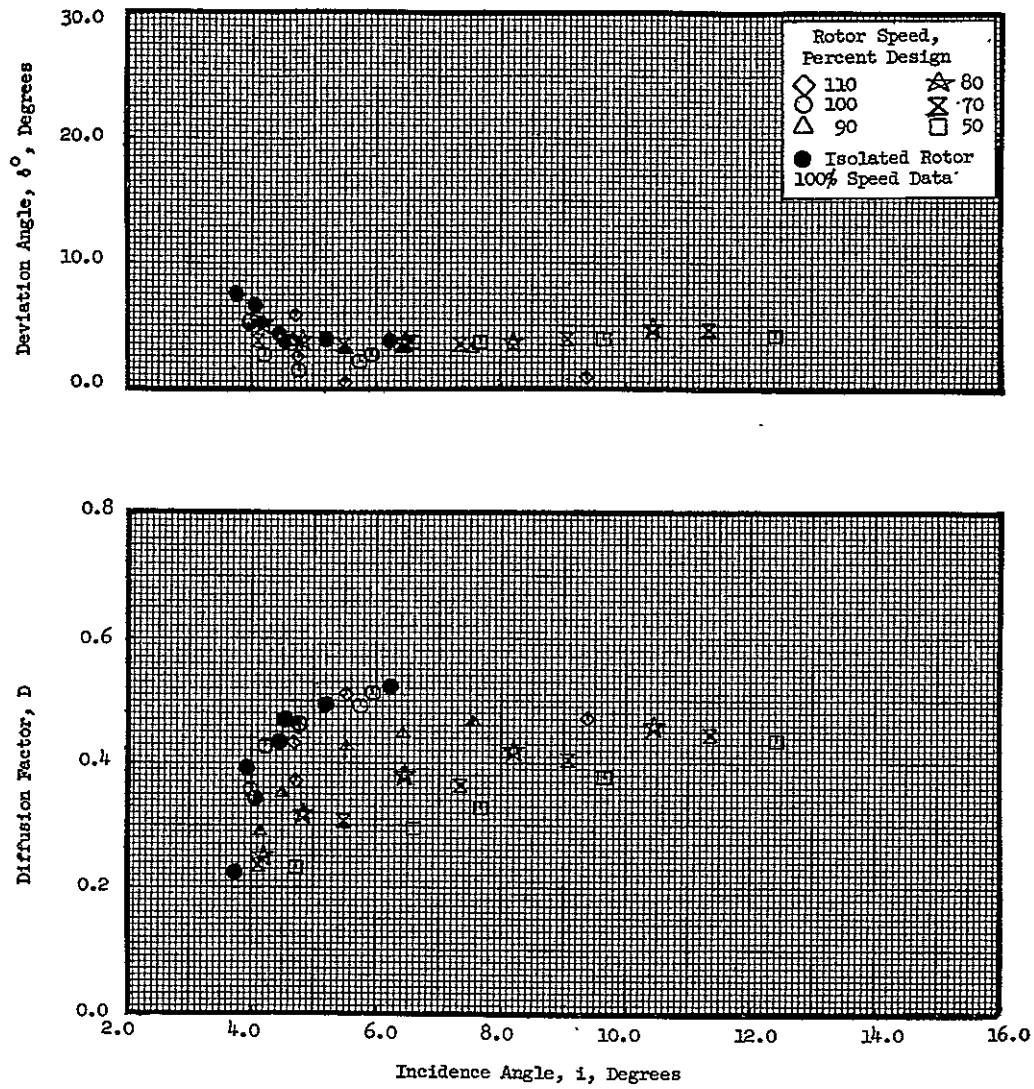 30.0
20.0
10.0
0.0
Deviation Angle, δ°, Degrees
Rotor Speed,
Percent Design
110
100
90
80
70
50
Isolated Rotor
100% Speed Data
0.8
0.6
0.4
0.2
0.0
Diffusion Factor, D
2.0 4.0 6.0 8.0 10.0 12.0 14.0 16.0
Incidence Angle, i, Degrees